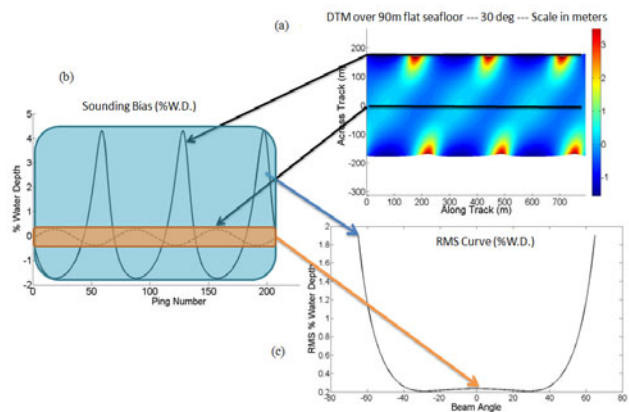 (a)
DTM over 90m flat seafloor --- 30 deg --- Scale in meters
Across Track (m)
200
100
0
-100
-200
-300
0 100 200 300 400 500 600 700
Along Track (m)
3
2
1
0
-1
(b)
Sounding Bias (%W.D.)
% Water Depth
5
4
3
2
1
0
-1
-2
0 50 100 150 200
Ping Number
(c)
RMS Curve (%W.D.)
RMS % Water Depth
2
1.8
1.6
1.4
1.2
1
0.8
0.6
0.4
0.2
-80 -60 -40 -20 0 20 40 60 80
Beam Angle